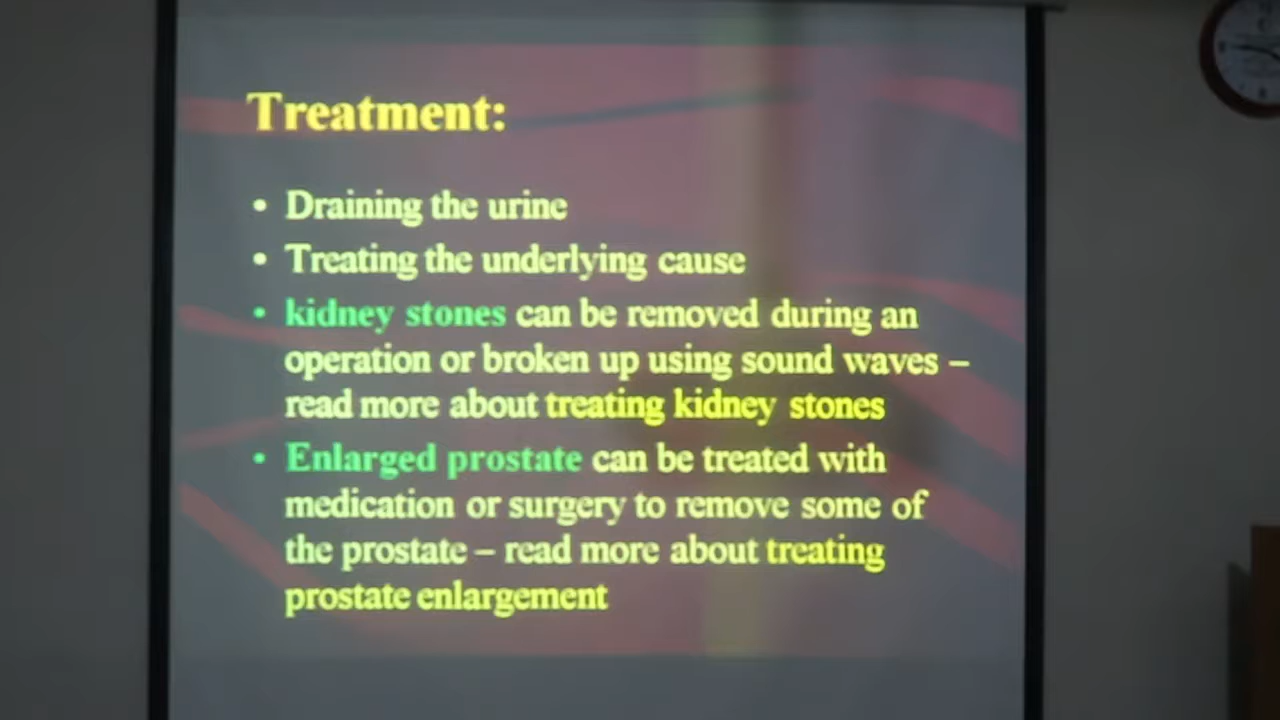 Treatment:
• Draining the urine
• Treating the underlying cause
• kidney stones can be removed during an
operation or broken up using sound waves –
read more about treating kidney stones
• Enlarged prostate can be treated with
medication or surgery to remove some of
the prostate – read more about treating
prostate enlargement